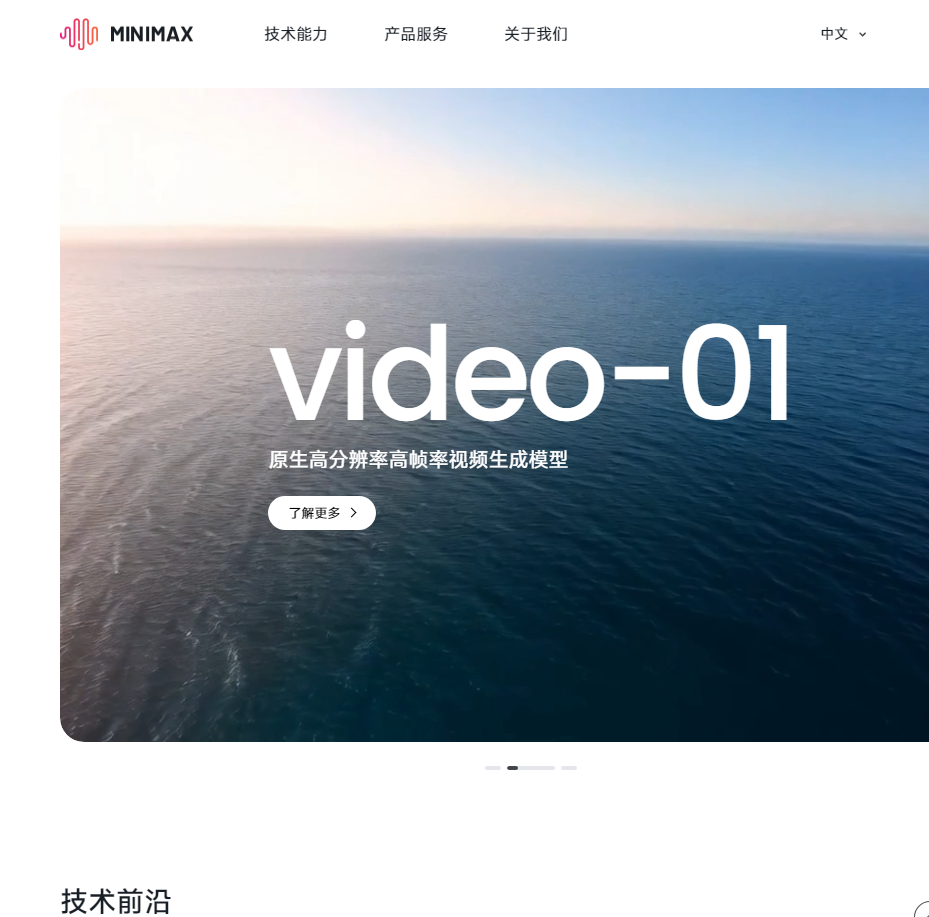 MINIMAX
技术能力
产品服务
关于我们
中文
video-01
原生高分辨率高帧率视频生成模型
了解更多
技术前沿